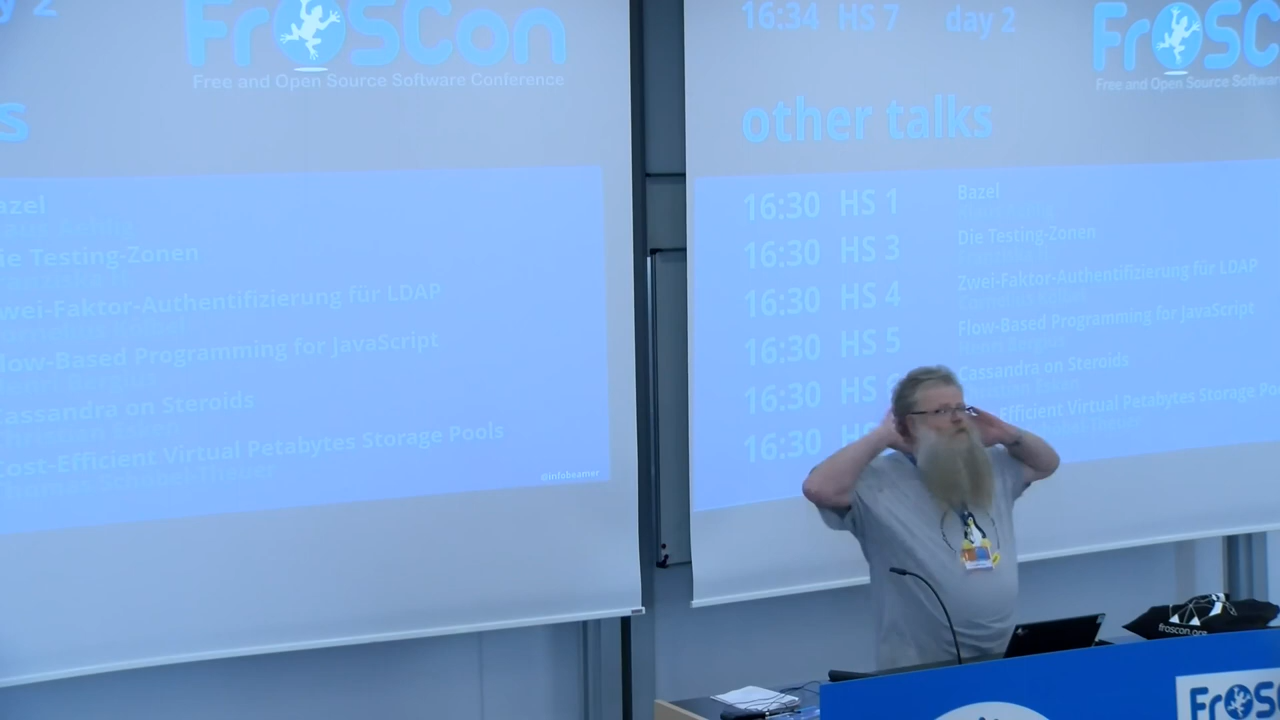 y 2
FrOSCon
Free and Open Source Software Conference
s
azel
ie Testing-Zonen
wei-Faktor-Authentifizierung für LDAP
low-Based Programming for JavaScript
Cassandra on Steroids
Cost-Efficient Virtual Petabytes Storage Pools
@infobeamer
16:34 HS 7 day 2
FrOSC
Free and Open Source Software
other talks
16:30 HS 1 Bazel
16:30 HS 3 Die Testing-Zonen
16:30 HS 4 Zwei-Faktor-Authentifizierung für LDAP
16:30 HS 5 Flow-Based Programming for JavaScript
16:30 HS Cassandra on Steroids
16:30 Efficient Virtual Petabytes Storage Po
froscon.org
FrOS